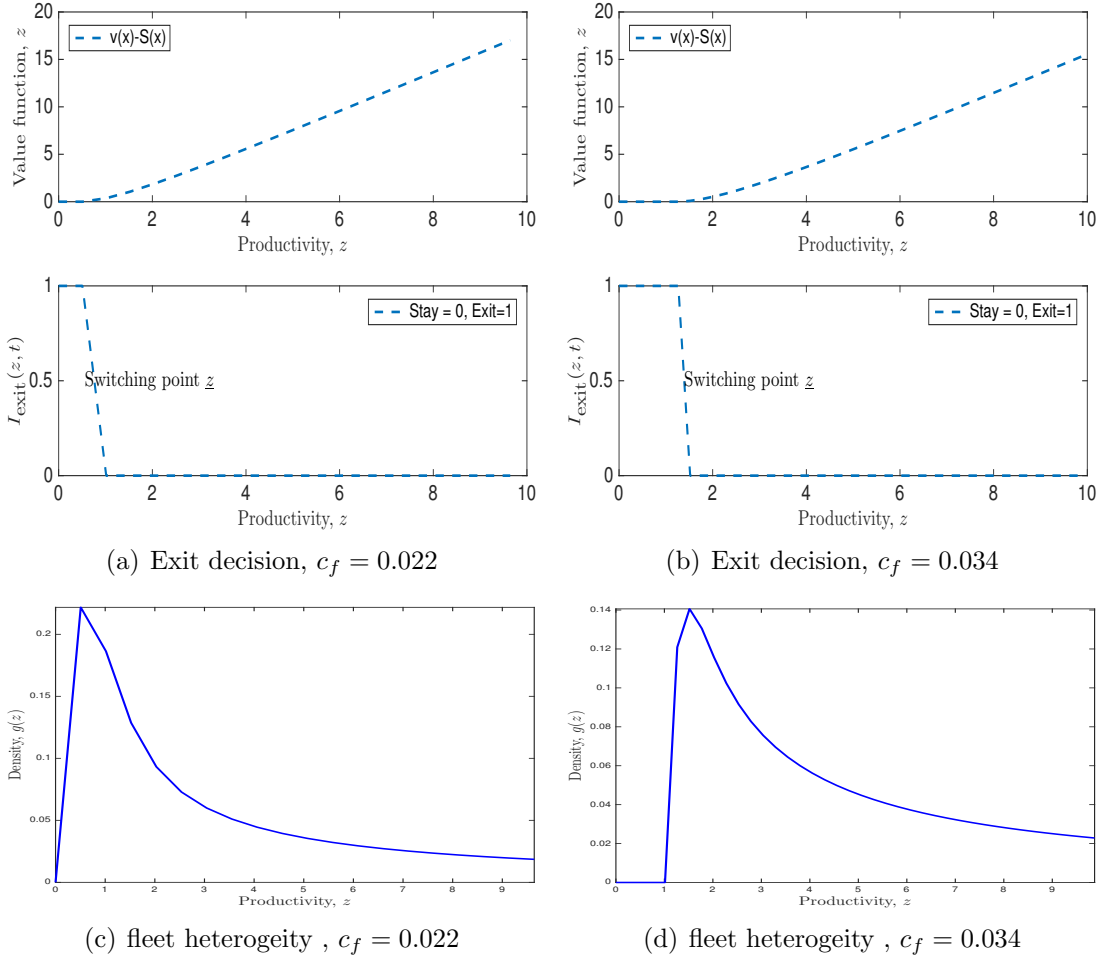 20
15
10
5
0
Value function, z
v(x)-S(x)
0 2 4 6 8 10
Productivity, z
20
15
10
5
0
Value function, z
v(x)-S(x)
0 2 4 6 8 10
Productivity, z
1
0.5
0
I_exit(z, t)
Stay = 0, Exit=1
Switching point z
0 2 4 6 8 10
Productivity, z
1
0.5
0
I_exit(z, t)
Stay = 0, Exit=1
Switching point z
0 2 4 6 8 10
Productivity, z
(a) Exit decision, c_f = 0.022
(b) Exit decision, c_f = 0.034
0.2
0.15
0.1
0.05
0
Density, g(z)
0 1 2 3 4 5 6 7 8 9
Productivity, z
0.14
0.12
0.1
0.08
0.06
0.04
0.02
0
Density, g(z)
0 1 2 3 4 5 6 7 8 9
Productivity, z
(c) fleet heterogeity , c_f = 0.022
(d) fleet heterogeity , c_f = 0.034